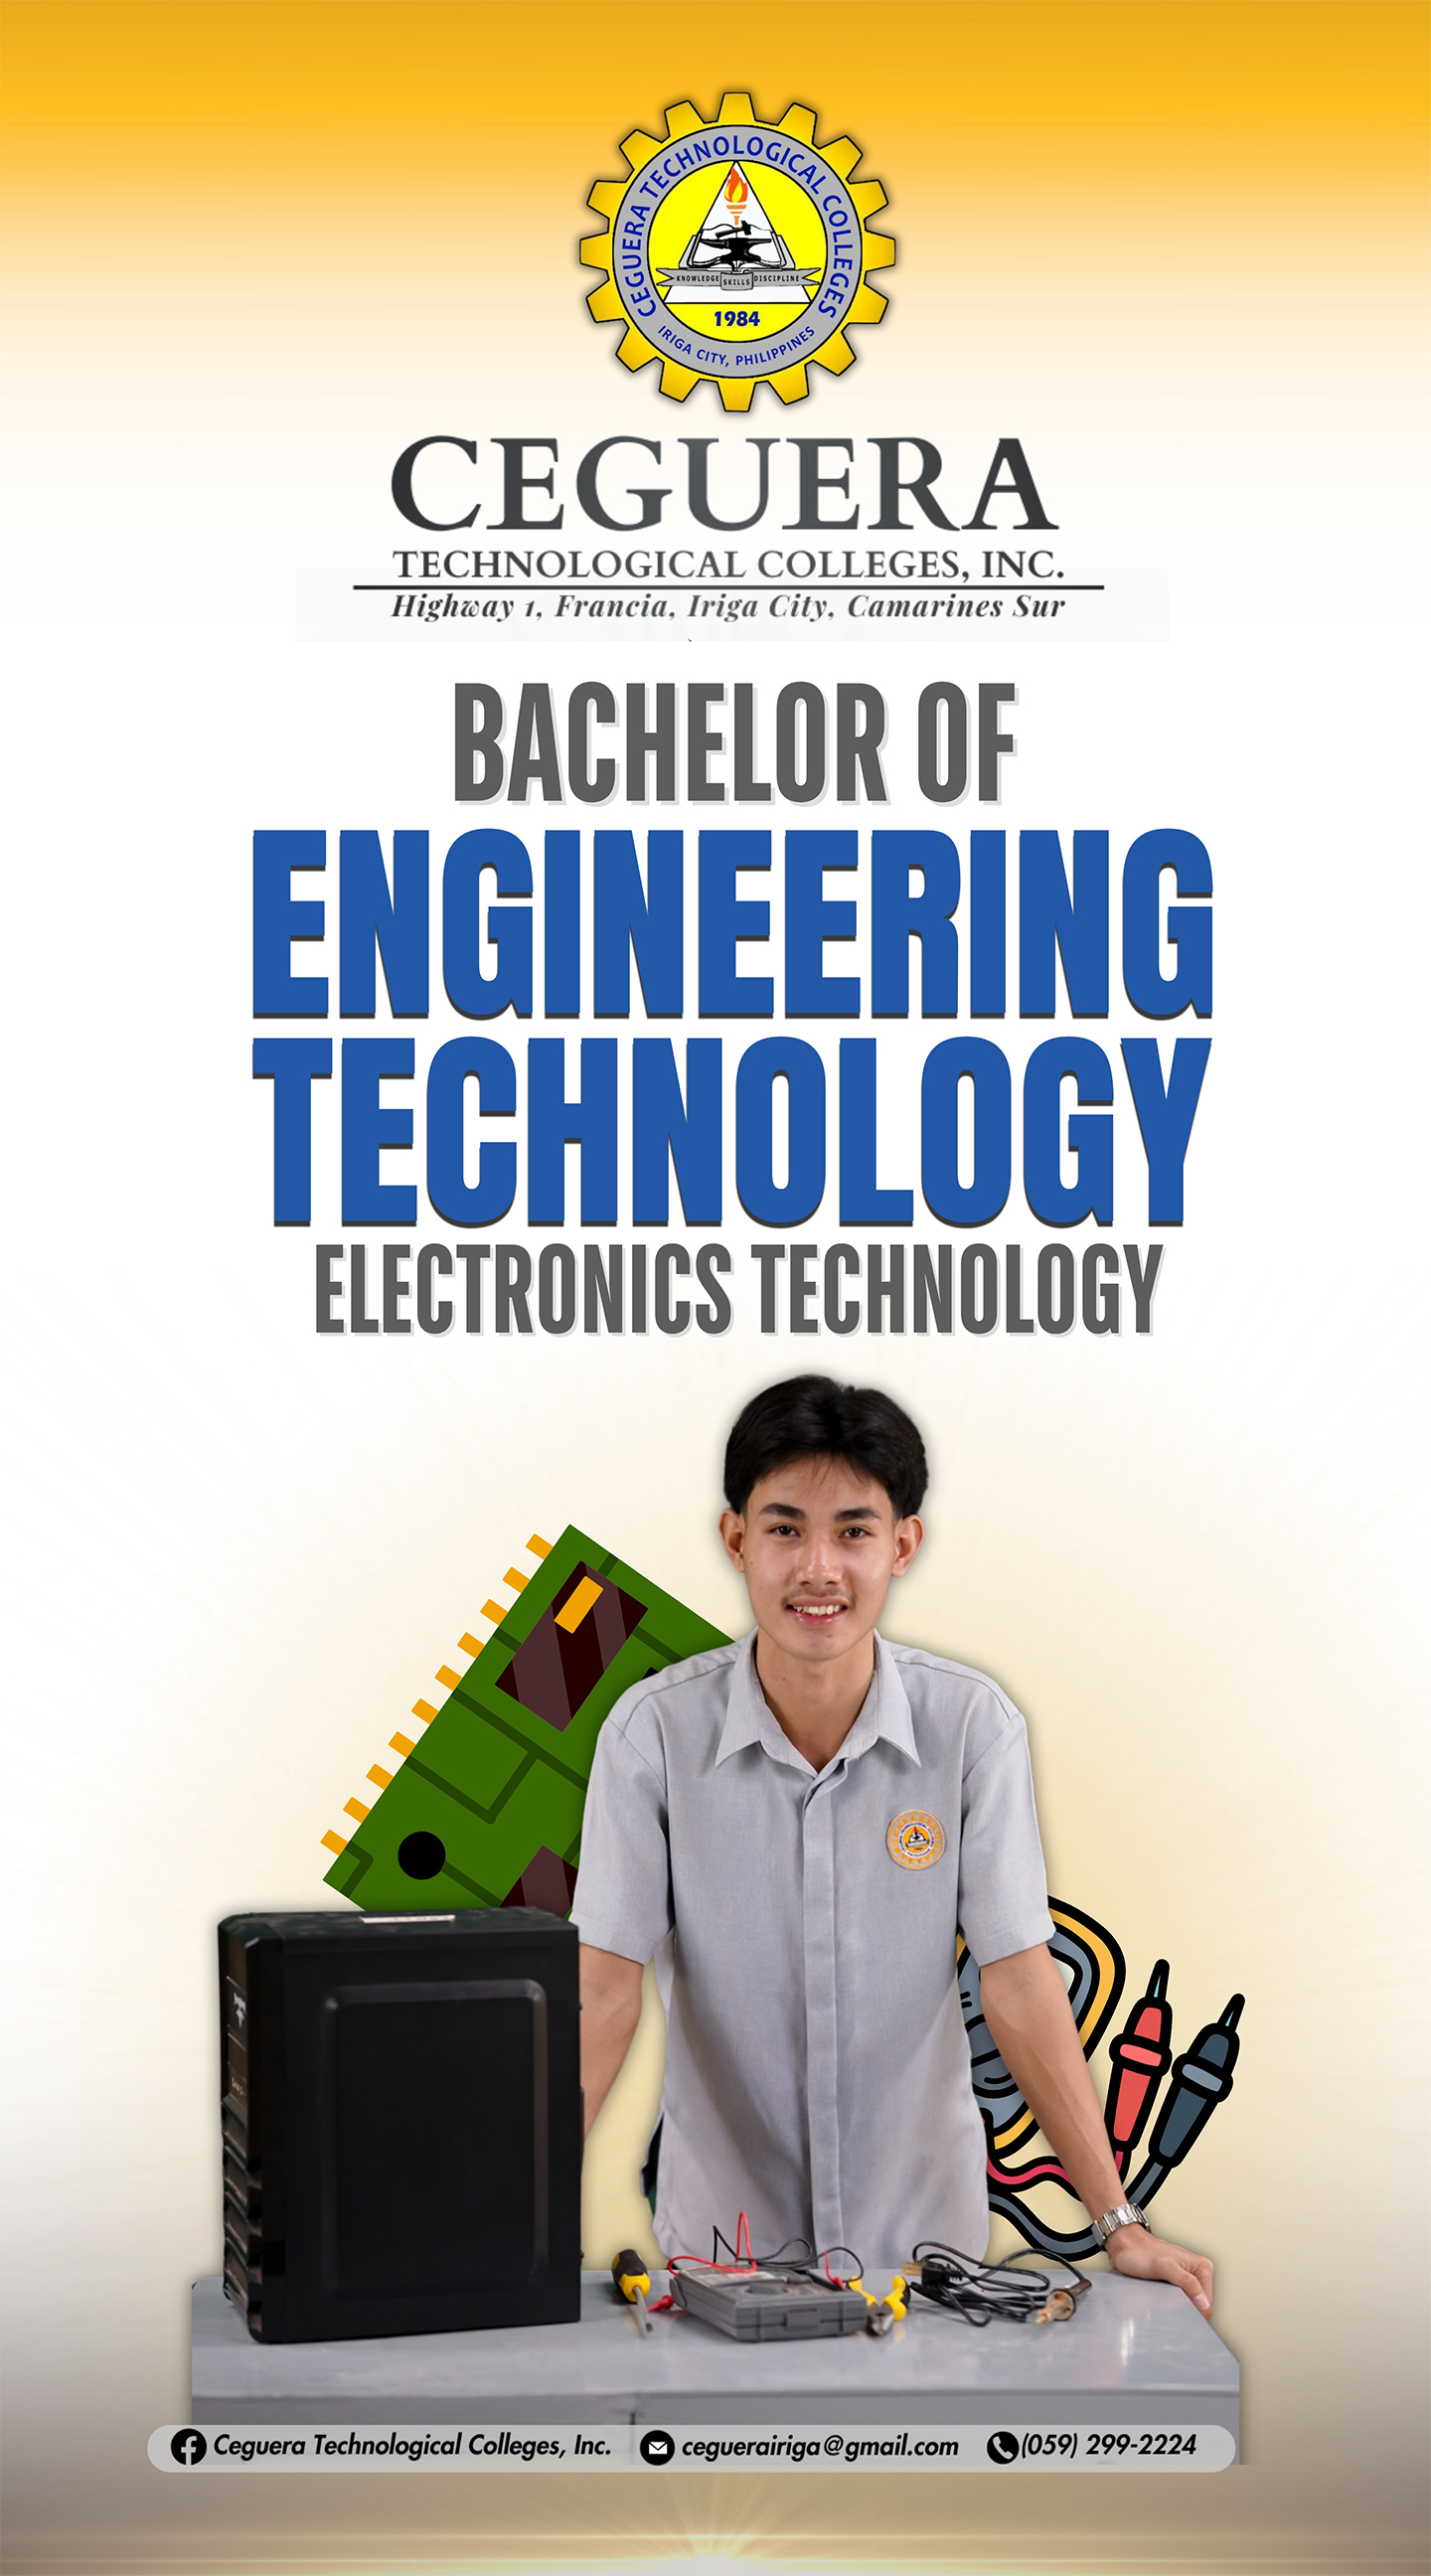 CEGUERA TECHNOLOGICAL COLLEGES
KNOWLEDGE SKILLS DISCIPLINE
1984
IRIGA CITY, PHILIPPINES
CEGUERA
TECHNOLOGICAL COLLEGES, INC.
Highway 1, Francia, Iriga City, Camarines Sur
BACHELOR OF
ENGINEERING
TECHNOLOGY
ELECTRONICS TECHNOLOGY
Ceguera Technological Colleges, Inc. ceguerairiga@gmail.com (059) 299-2224